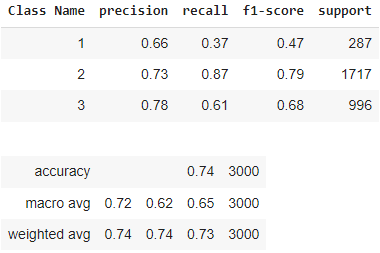 Class Name precision recall f1-score support
1 0.66 0.37 0.47 287
2 0.73 0.87 0.79 1717
3 0.78 0.61 0.68 996
accuracy 0.74 3000
macro avg 0.72 0.62 0.65 3000
weighted avg 0.74 0.74 0.73 3000